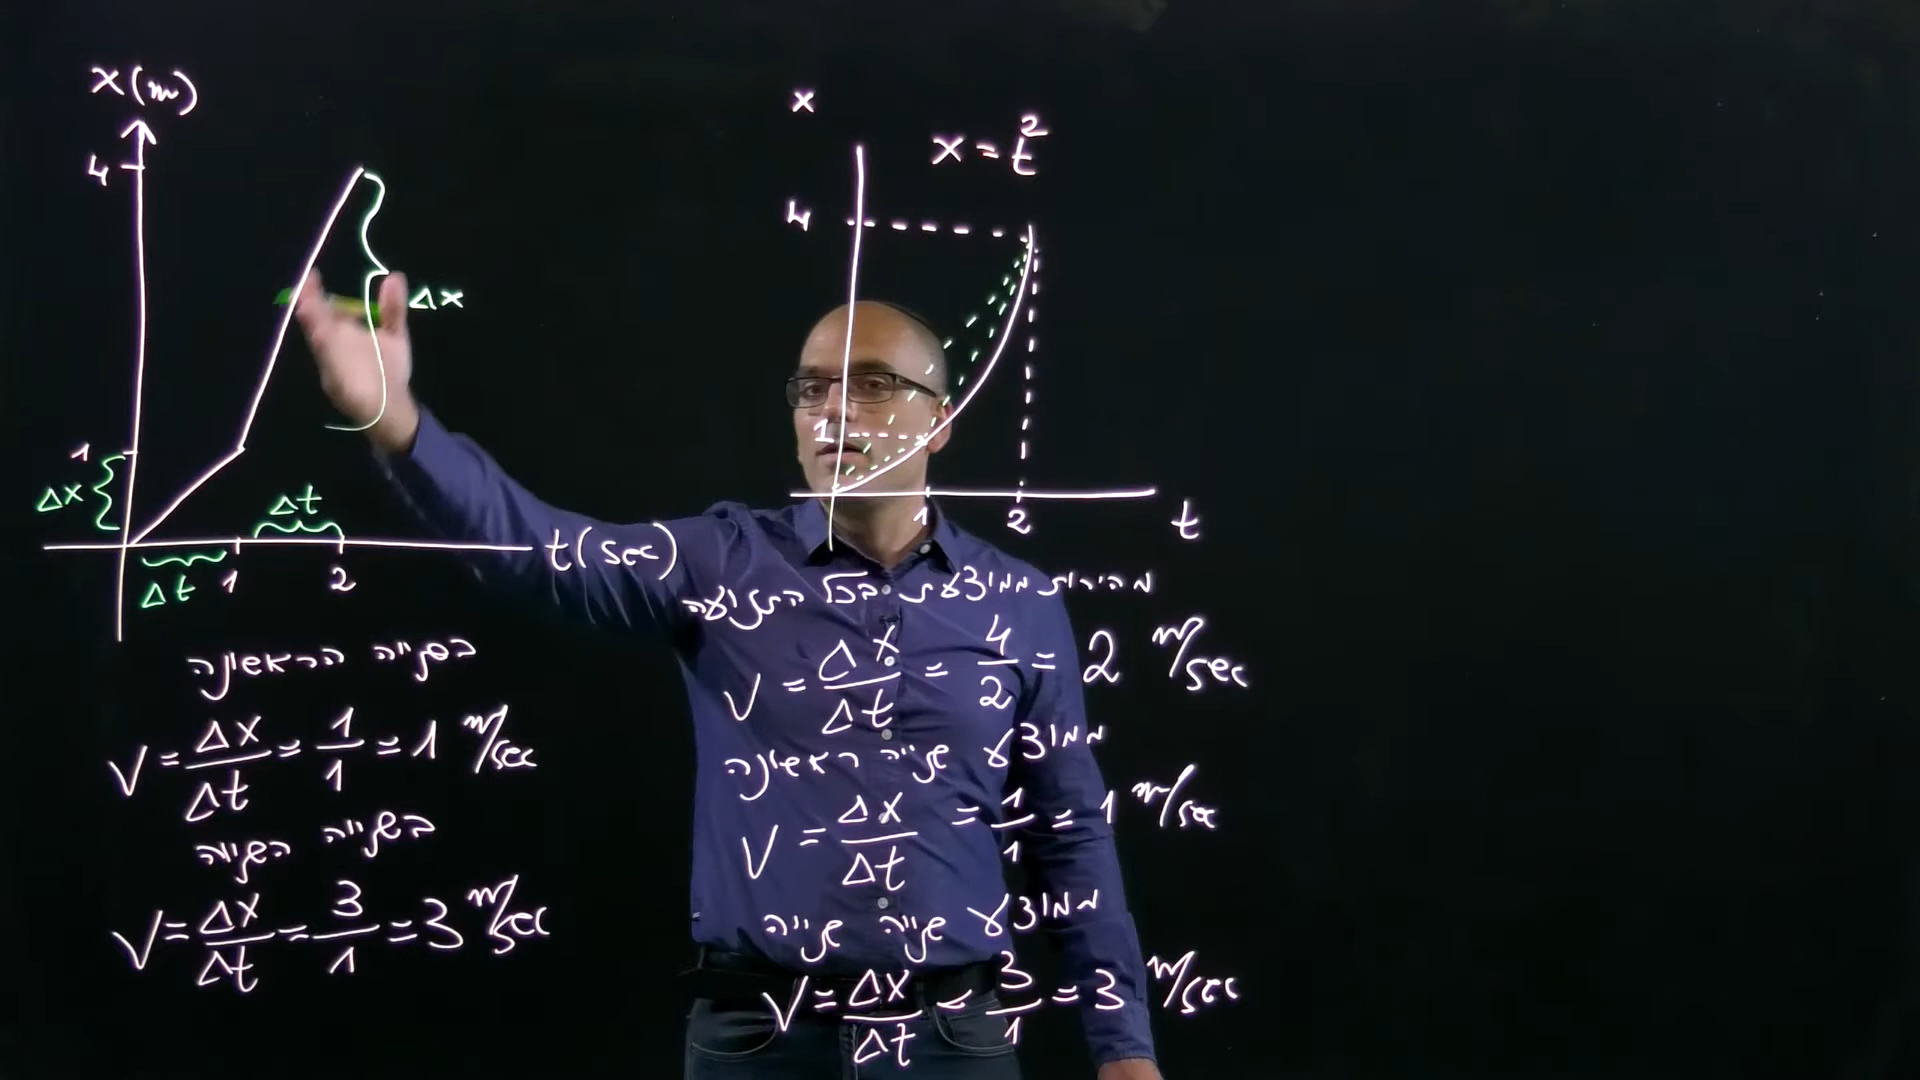 x(m)
4
Δx
1
Δx
Δt
Δt
1
2
t(sec)
בשנייה הראשונה
V = Δx/Δt = 1/1 = 1 m/sec
בשנייה השנייה
V = Δx/Δt = 3/1 = 3 m/sec
x
x = t²
4
1
1
2
t
מהירות ממוצעת בכל התנועה
V = Δx/Δt = 4/2 = 2 m/sec
ממוצע שנייה ראשונה
V = Δx/Δt = 1/1 = 1 m/sec
ממוצע שנייה שנייה
V = Δx/Δt = 3/1 = 3 m/sec